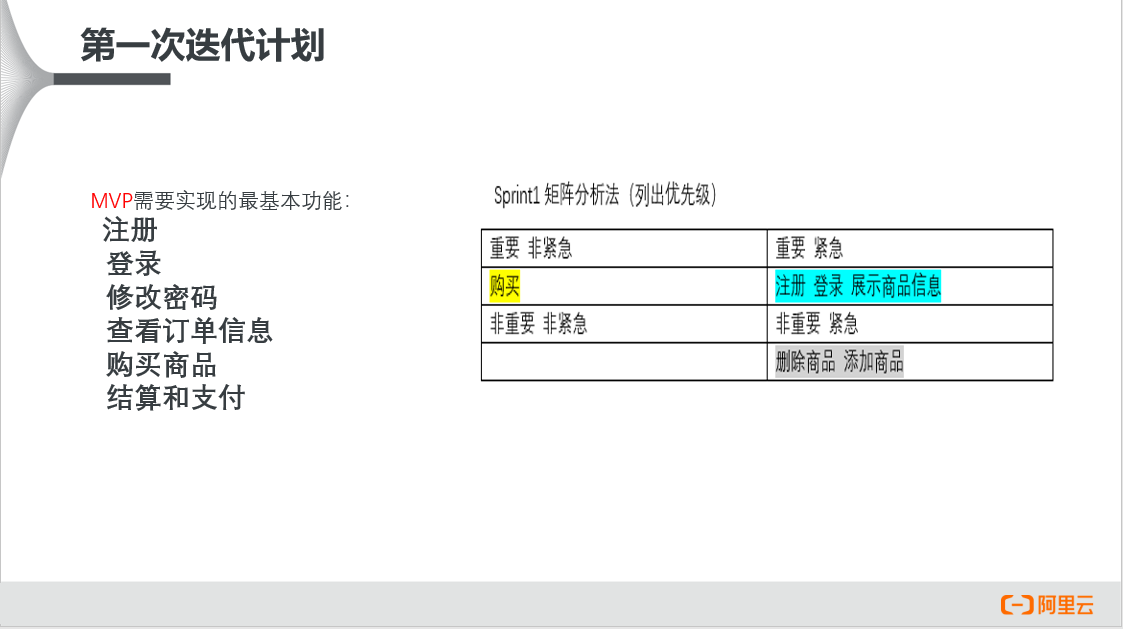 第一次迭代计划
MVP需要实现的最基本功能：
注册
登录
修改密码
查看订单信息
购买商品
结算和支付
Sprint1 矩阵分析法（列出优先级）
重要 非紧急
重要 紧急
购买
注册 登录 展示商品信息
非重要 非紧急
非重要 紧急
删除商品 添加商品
阿里云